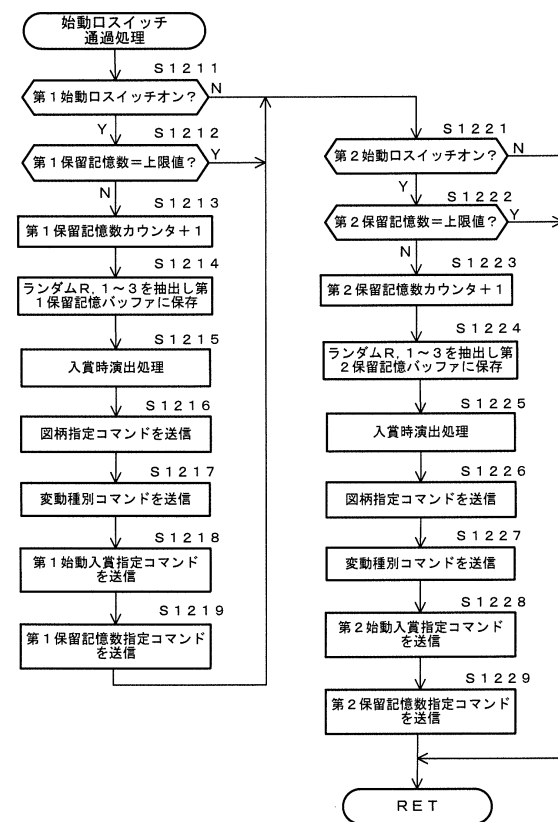 始動口スイッチ
通過処理
S1211
第1始動口スイッチオン?
N
Y
S1212
第1保留記憶数=上限値?
Y
N
S1213
第1保留記憶数カウンタ+1
S1214
ランダムR,1~3を抽出し第
1保留記憶バッファに保存
S1215
入賞時演出処理
S1216
図柄指定コマンドを送信
S1217
変動種別コマンドを送信
S1218
第1始動入賞指定コマンド
を送信
S1219
第1保留記憶数指定コマンド
を送信
S1221
第2始動口スイッチオン?
N
Y
S1222
第2保留記憶数=上限値?
Y
N
S1223
第2保留記憶数カウンタ+1
S1224
ランダムR,1~3を抽出し第
2保留記憶バッファに保存
S1225
入賞時演出処理
S1226
図柄指定コマンドを送信
S1227
変動種別コマンドを送信
S1228
第2始動入賞指定コマンド
を送信
S1229
第2保留記憶数指定コマンド
を送信
RET